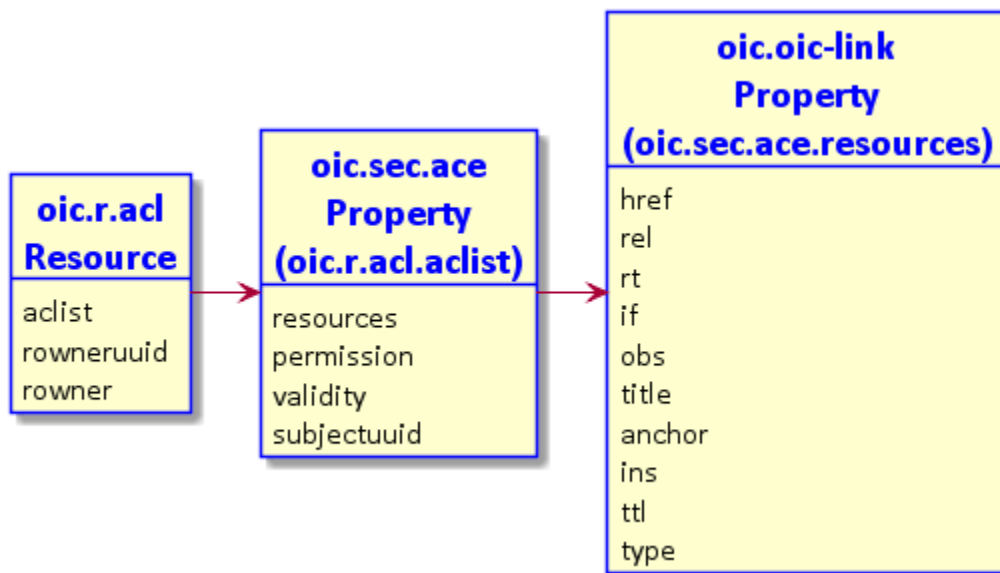 oic.r.acl
Resource
aclist
rowneruuid
rowner
oic.sec.ace
Property
(oic.r.acl.aclist)
resources
permission
validity
subjectuuid
oic.oic-link
Property
(oic.sec.ace.resources)
href
rel
rt
if
obs
title
anchor
ins
ttl
type